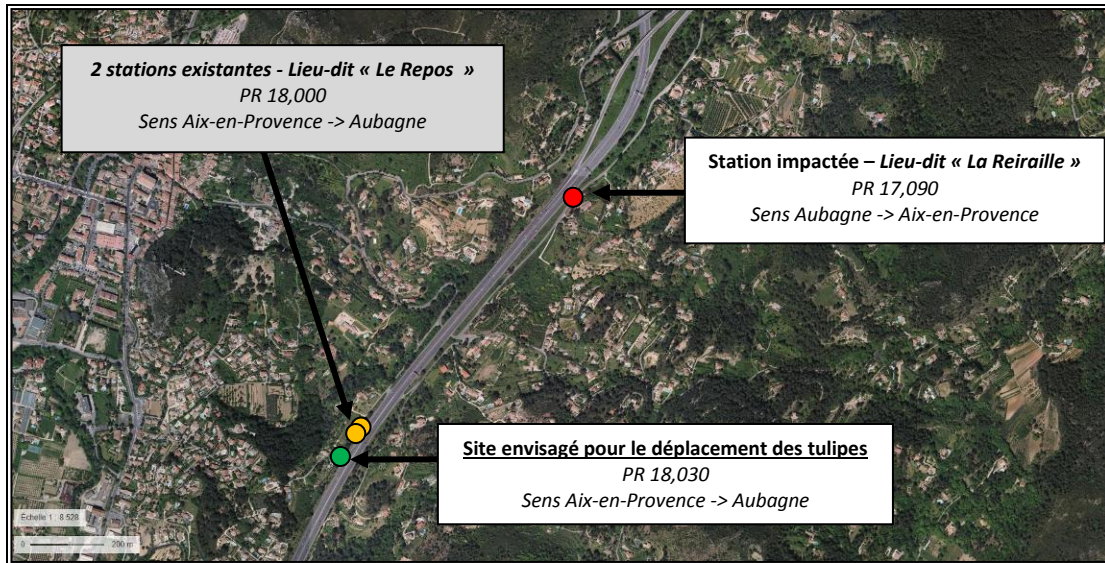 2 stations existantes - Lieu-dit « Le Repos »
PR 18,000
Sens Aix-en-Provence -> Aubagne
Station impactée – Lieu-dit « La Reiraille »
PR 17,090
Sens Aubagne -> Aix-en-Provence
Site envisagé pour le déplacement des tulipes
PR 18,030
Sens Aix-en-Provence -> Aubagne
Échelle 1 : 8 528
0 200 m